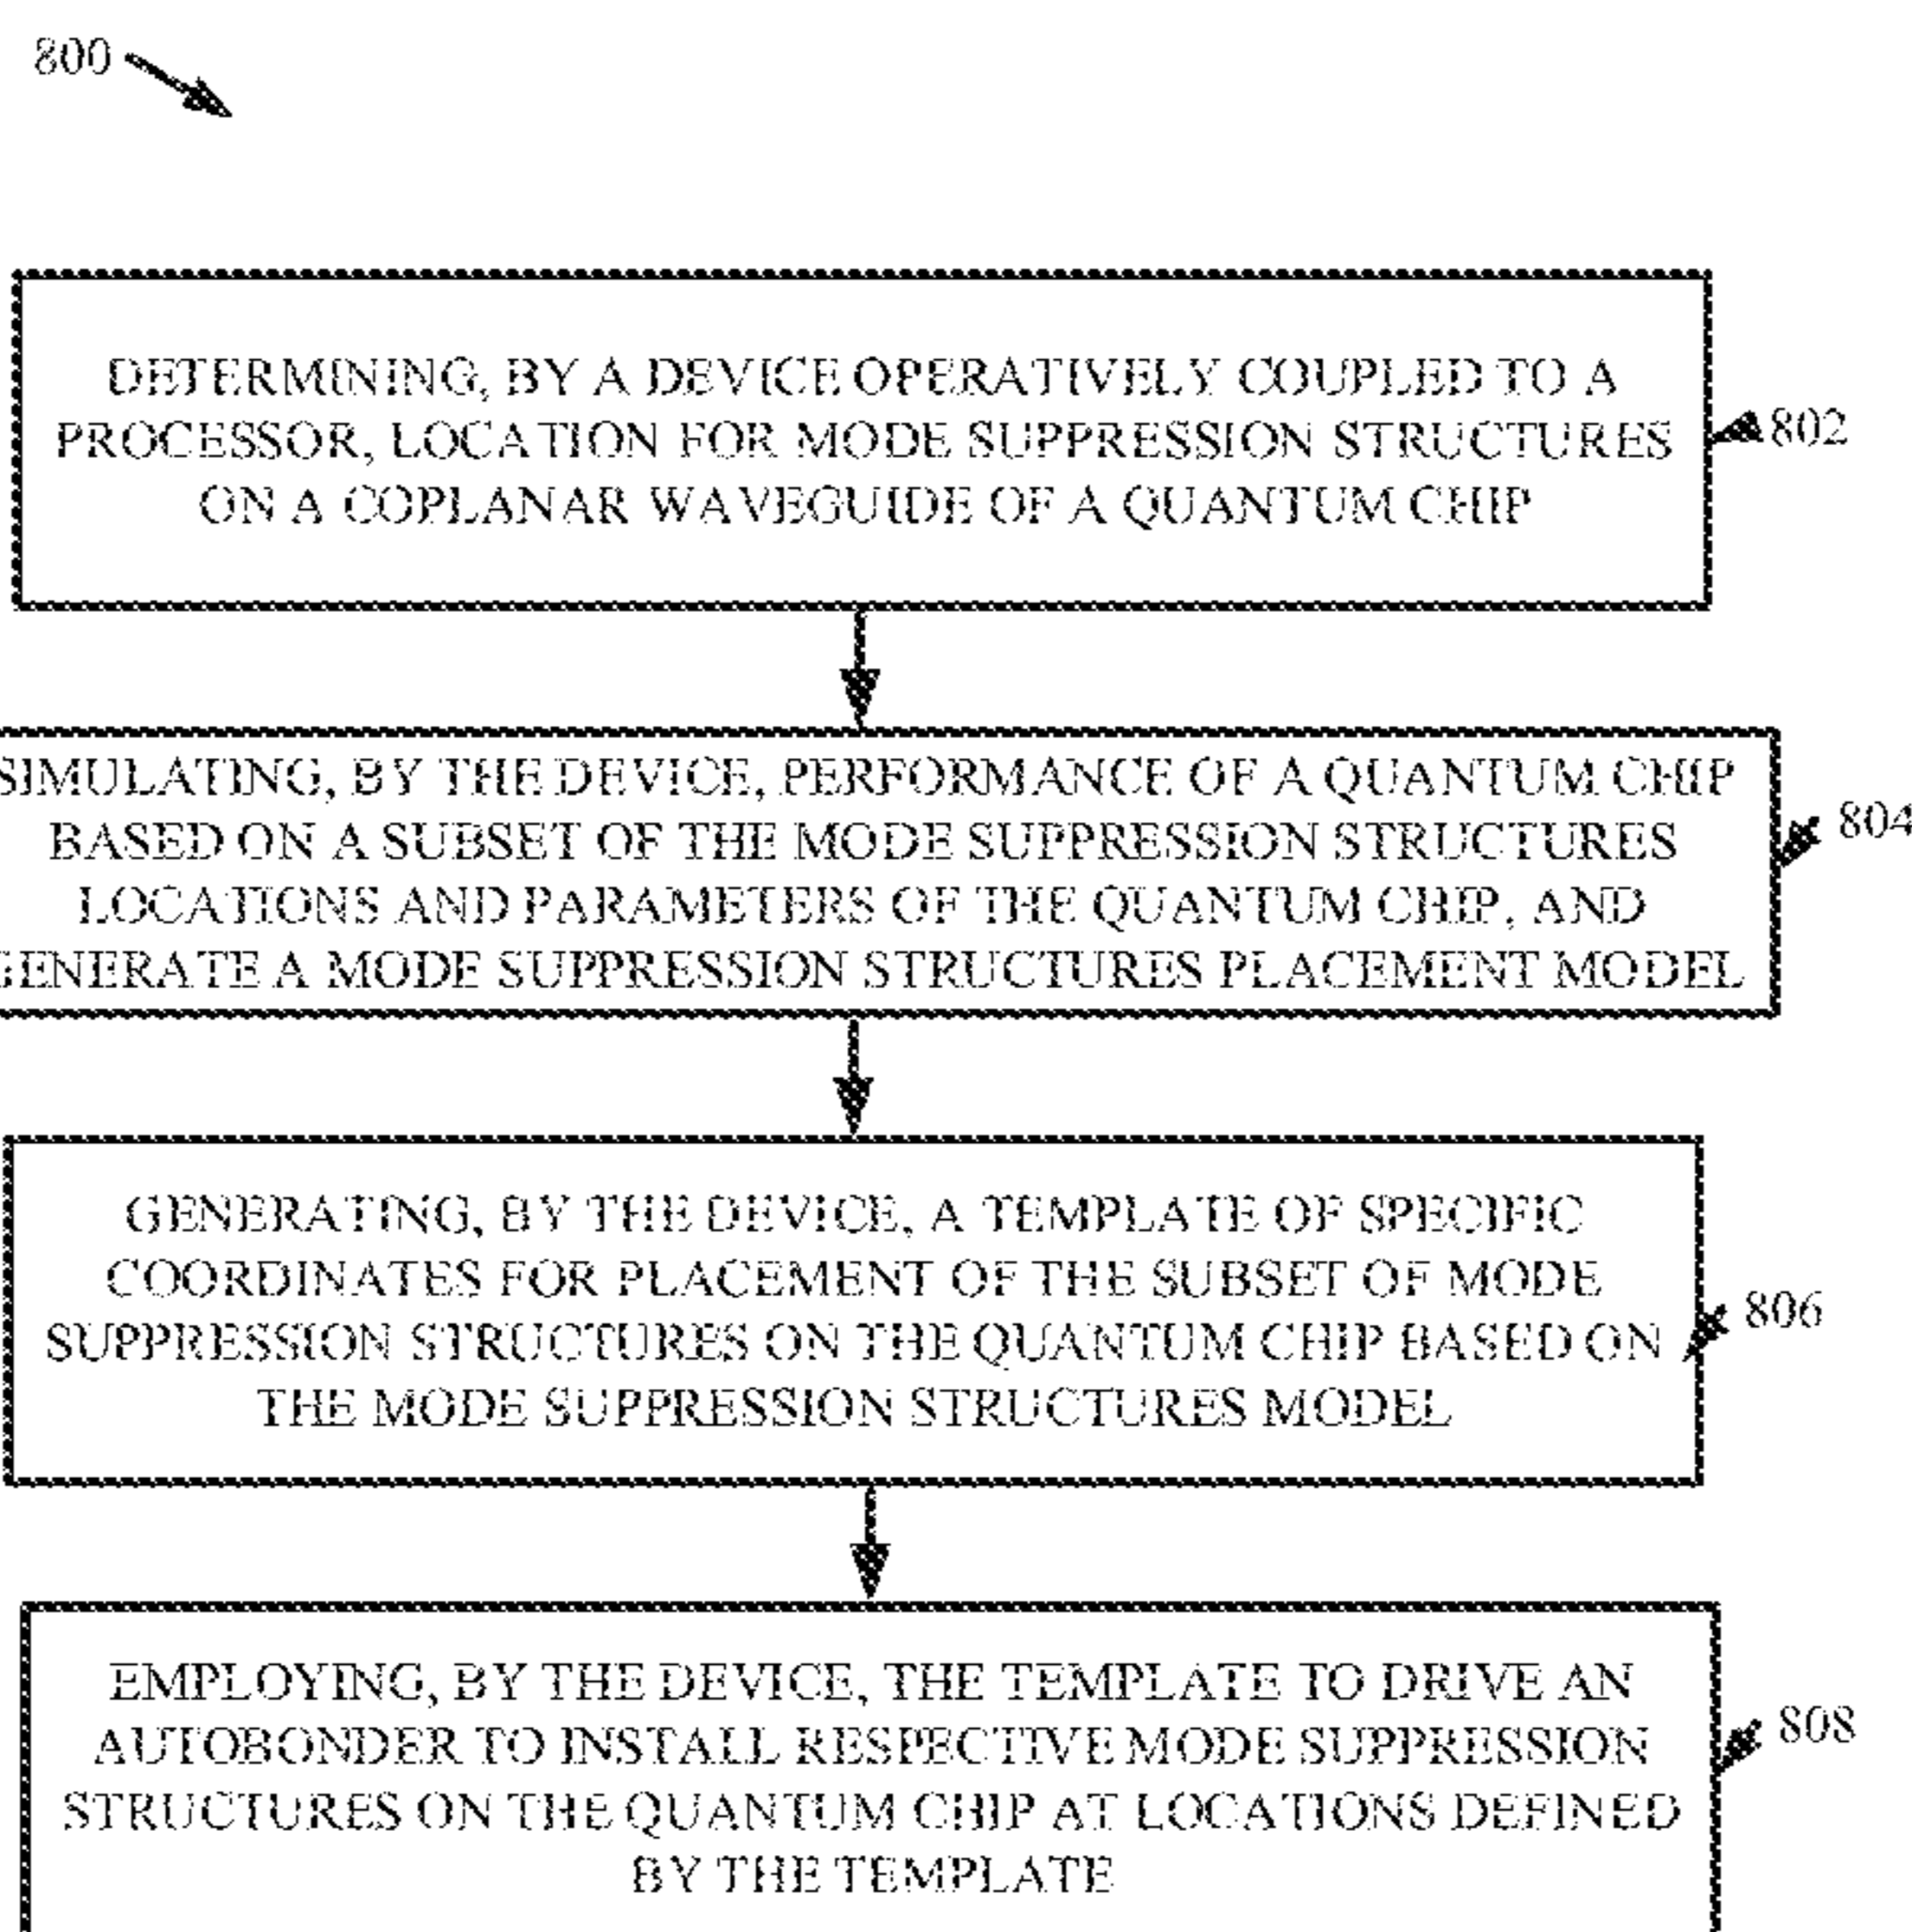 800
DETERMINING, BY A DEVICE OPERATIVELY COUPLED TO A
PROCESSOR, LOCATION FOR MODE SUPPRESSION STRUCTURES
ON A COPLANAR WAVEGUIDE OF A QUANTUM CHIP
802
SIMULATING, BY THE DEVICE, PERFORMANCE OF A QUANTUM CHIP
BASED ON A SUBSET OF THE MODE SUPPRESSION STRUCTURES
LOCATIONS AND PARAMETERS OF THE QUANTUM CHIP, AND
GENERATE A MODE SUPPRESSION STRUCTURES PLACEMENT MODEL
804
GENERATING, BY THE DEVICE, A TEMPLATE OF SPECIFIC
COORDINATES FOR PLACEMENT OF THE SUBSET OF MODE
SUPPRESSION STRUCTURES ON THE QUANTUM CHIP BASED ON
THE MODE SUPPRESSION STRUCTURES MODEL
806
EMPLOYING, BY THE DEVICE, THE TEMPLATE TO DRIVE AN
AUTOBONDER TO INSTALL RESPECTIVE MODE SUPPRESSION
STRUCTURES ON THE QUANTUM CHIP AT LOCATIONS DEFINED
BY THE TEMPLATE
808